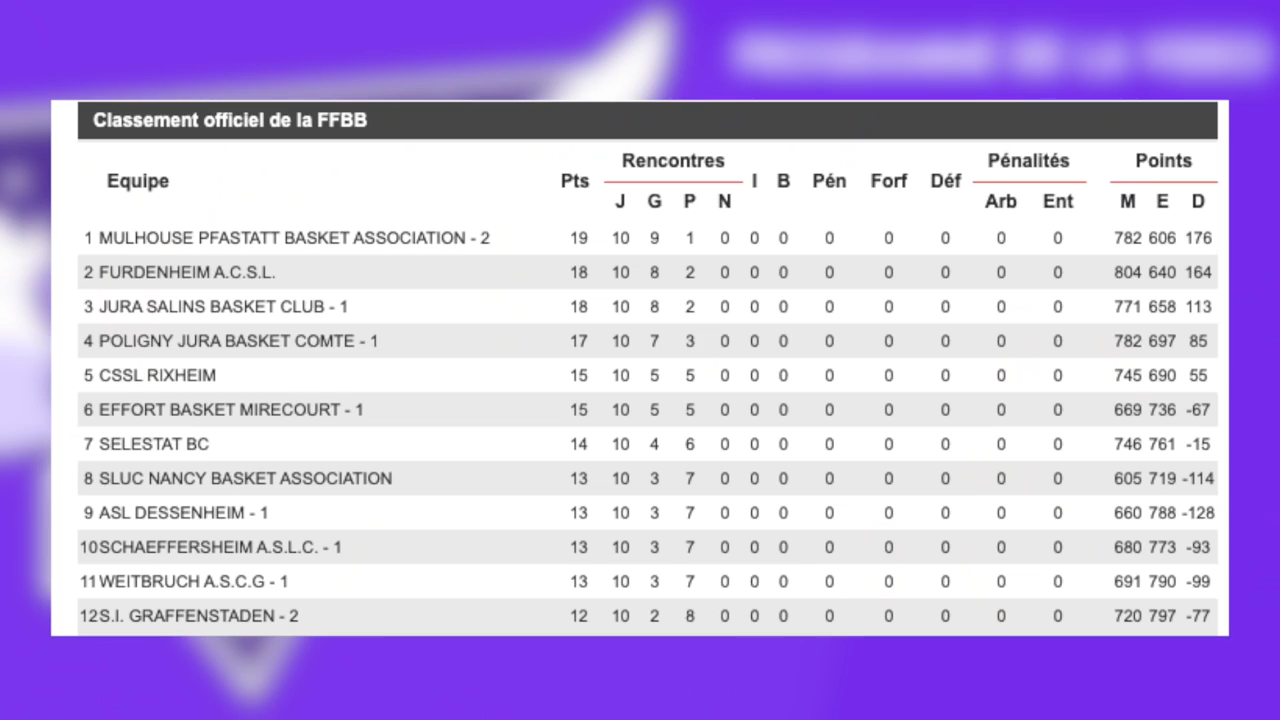 Classement officiel de la FFBB
Rencontres Pénalités Points
Equipe Pts I B Pén Forf Déf
J G P N Arb Ent M E D
1 MULHOUSE PFASTATT BASKET ASSOCIATION - 2 19 10 9 1 0 0 0 0 0 0 0 0 782 606 176
2 FURDENHEIM A.C.S.L. 18 10 8 2 0 0 0 0 0 0 0 0 804 640 164
3 JURA SALINS BASKET CLUB - 1 18 10 8 2 0 0 0 0 0 0 0 0 771 658 113
4 POLIGNY JURA BASKET COMTE - 1 17 10 7 3 0 0 0 0 0 0 0 0 782 697 85
5 CSSL RIXHEIM 15 10 5 5 0 0 0 0 0 0 0 0 745 690 55
6 EFFORT BASKET MIRECOURT - 1 15 10 5 5 0 0 0 0 0 0 0 0 669 736 -67
7 SELESTAT BC 14 10 4 6 0 0 0 0 0 0 0 0 746 761 -15
8 SLUC NANCY BASKET ASSOCIATION 13 10 3 7 0 0 0 0 0 0 0 0 605 719 -114
9 ASL DESSENHEIM - 1 13 10 3 7 0 0 0 0 0 0 0 0 660 788 -128
10 SCHAEFFERSHEIM A.S.L.C. - 1 13 10 3 7 0 0 0 0 0 0 0 0 680 773 -93
11 WEITBRUCH A.S.C.G - 1 13 10 3 7 0 0 0 0 0 0 0 0 691 790 -99
12 S.I. GRAFFENSTADEN - 2 12 10 2 8 0 0 0 0 0 0 0 0 720 797 -77